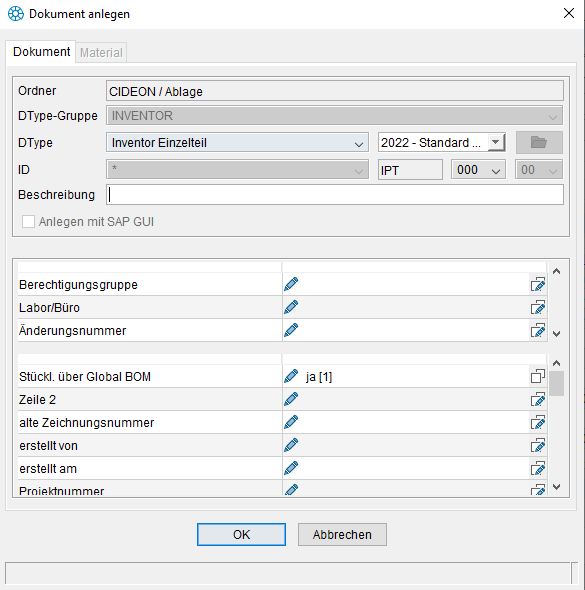 Dokument anlegen
Dokument Material
Ordner CIDEON / Ablage
DType-Gruppe INVENTOR
DType Inventor Einzelteil 2022 - Standard ...
ID * IPT 000 00
Beschreibung
Anlegen mit SAP GUI
Berechtigungsgruppe
Labor/Büro
Änderungsnummer
Stückl. über Global BOM ja [1]
Zeile 2
alte Zeichnungsnummer
erstellt von
erstellt am
Projektnummer
OK Abbrechen